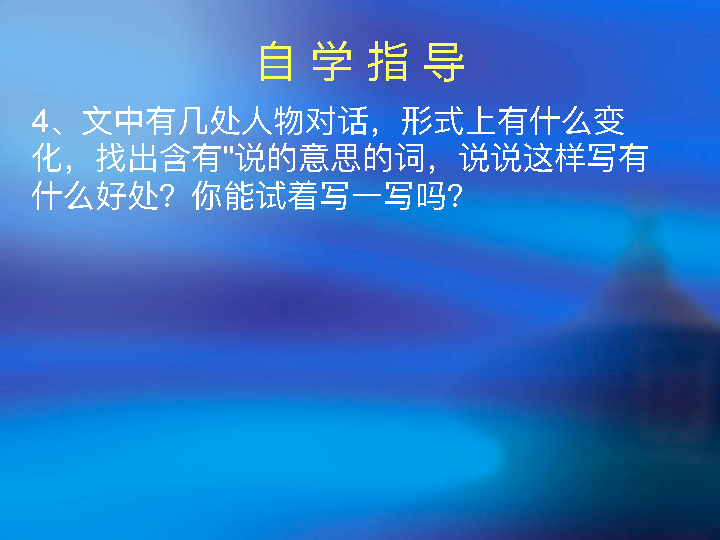 自 学 指 导
4、文中有几处人物对话，形式上有什么变
化，找出含有"说的意思的词，说说这样写有
什么好处？你能试着写一写吗？